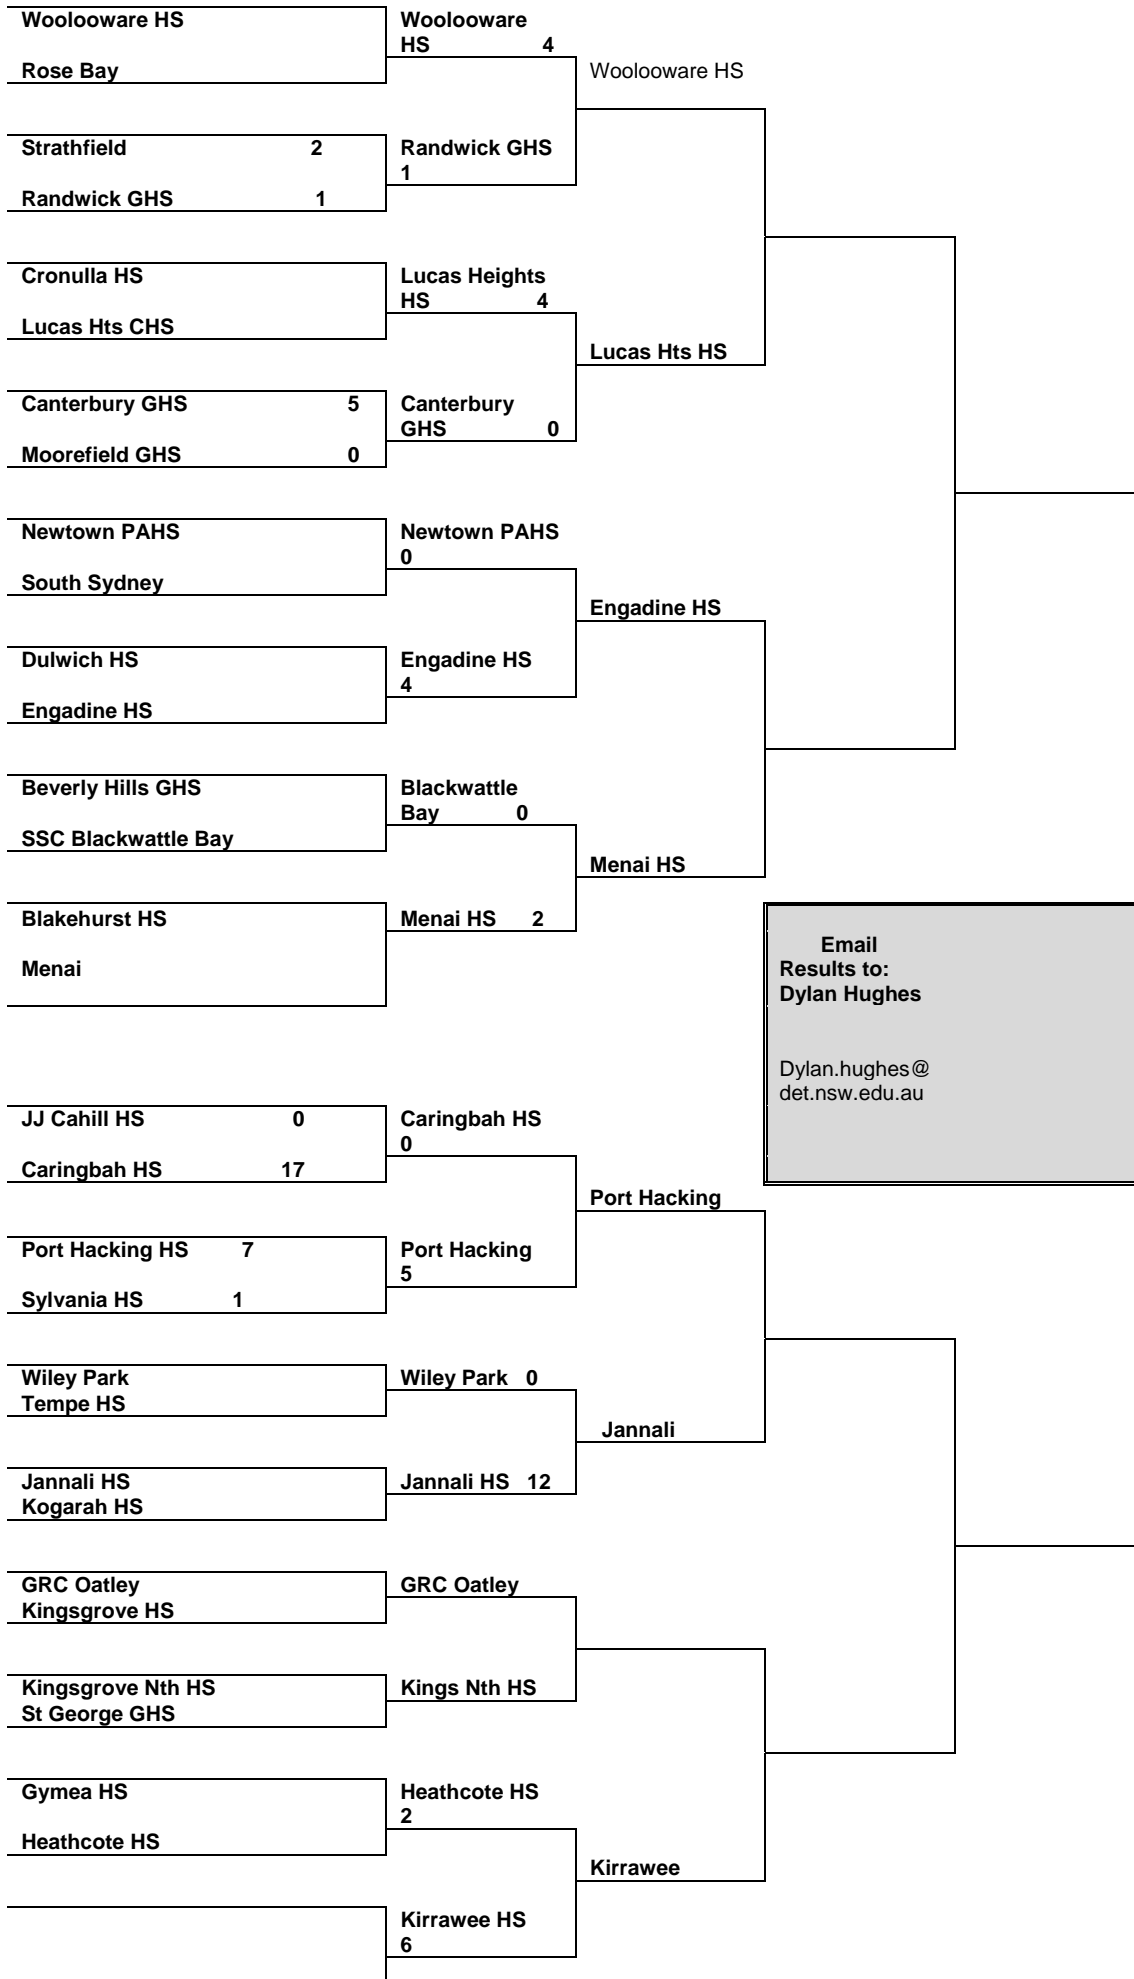 Woolooware HS
Rose Bay
Strathfield 2
Randwick GHS 1
Cronulla HS
Lucas Hts CHS
Canterbury GHS 5
Moorefield GHS 0
Newtown PAHS
South Sydney
Dulwich HS
Engadine HS
Beverly Hills GHS
SSC Blackwattle Bay
Blakehurst HS
Menai
JJ Cahill HS 0
Caringbah HS 17
Port Hacking HS 7
Sylvania HS 1
Wiley Park
Tempe HS
Jannali HS
Kogarah HS
GRC Oatley
Kingsgrove HS
Kingsgrove Nth HS
St George GHS
Gymea HS
Heathcote HS
Woolooware
HS 4
Randwick GHS
1
Lucas Heights
HS 4
Canterbury
GHS 0
Newtown PAHS
0
Engadine HS
4
Blackwattle
Bay 0
Menai HS 2
Caringbah HS
0
Port Hacking
5
Wiley Park 0
Jannali HS 12
GRC Oatley
Kings Nth HS
Heathcote HS
2
Kirrawee HS
6
Woolooware HS
Lucas Hts HS
Engadine HS
Menai HS
Port Hacking
Jannali
Kirrawee
Email
Results to:
Dylan Hughes
Dylan.hughes@
det.nsw.edu.au